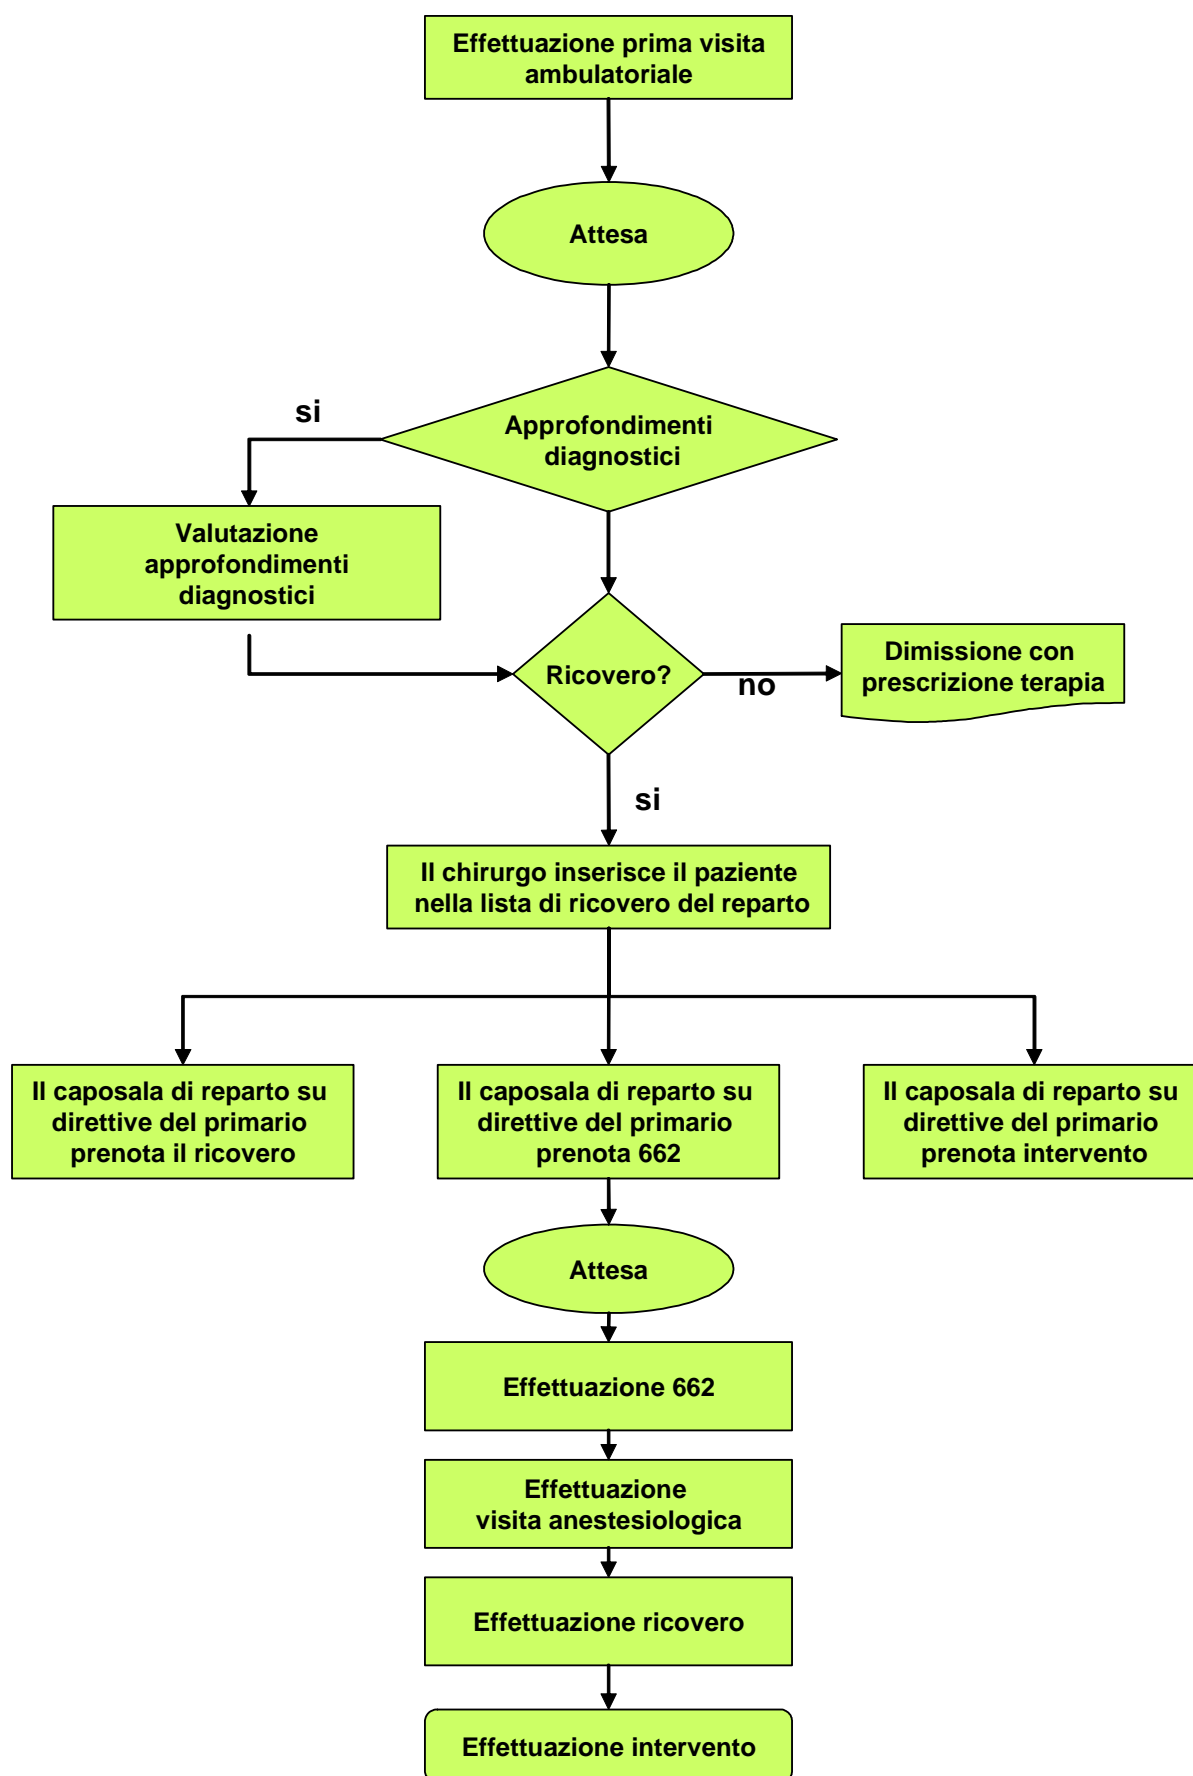 Effettuazione prima visita
ambulatoriale
Attesa
si
Approfondimenti
diagnostici
Valutazione
approfondimenti
diagnostici
Ricovero?
no
Dimissione con
prescrizione terapia
si
Il chirurgo inserisce il paziente
nella lista di ricovero del reparto
Il caposala di reparto su
direttive del primario
prenota il ricovero
Il caposala di reparto su
direttive del primario
prenota 662
Il caposala di reparto su
direttive del primario
prenota intervento
Attesa
Effettuazione 662
Effettuazione
visita anestesiologica
Effettuazione ricovero
Effettuazione intervento